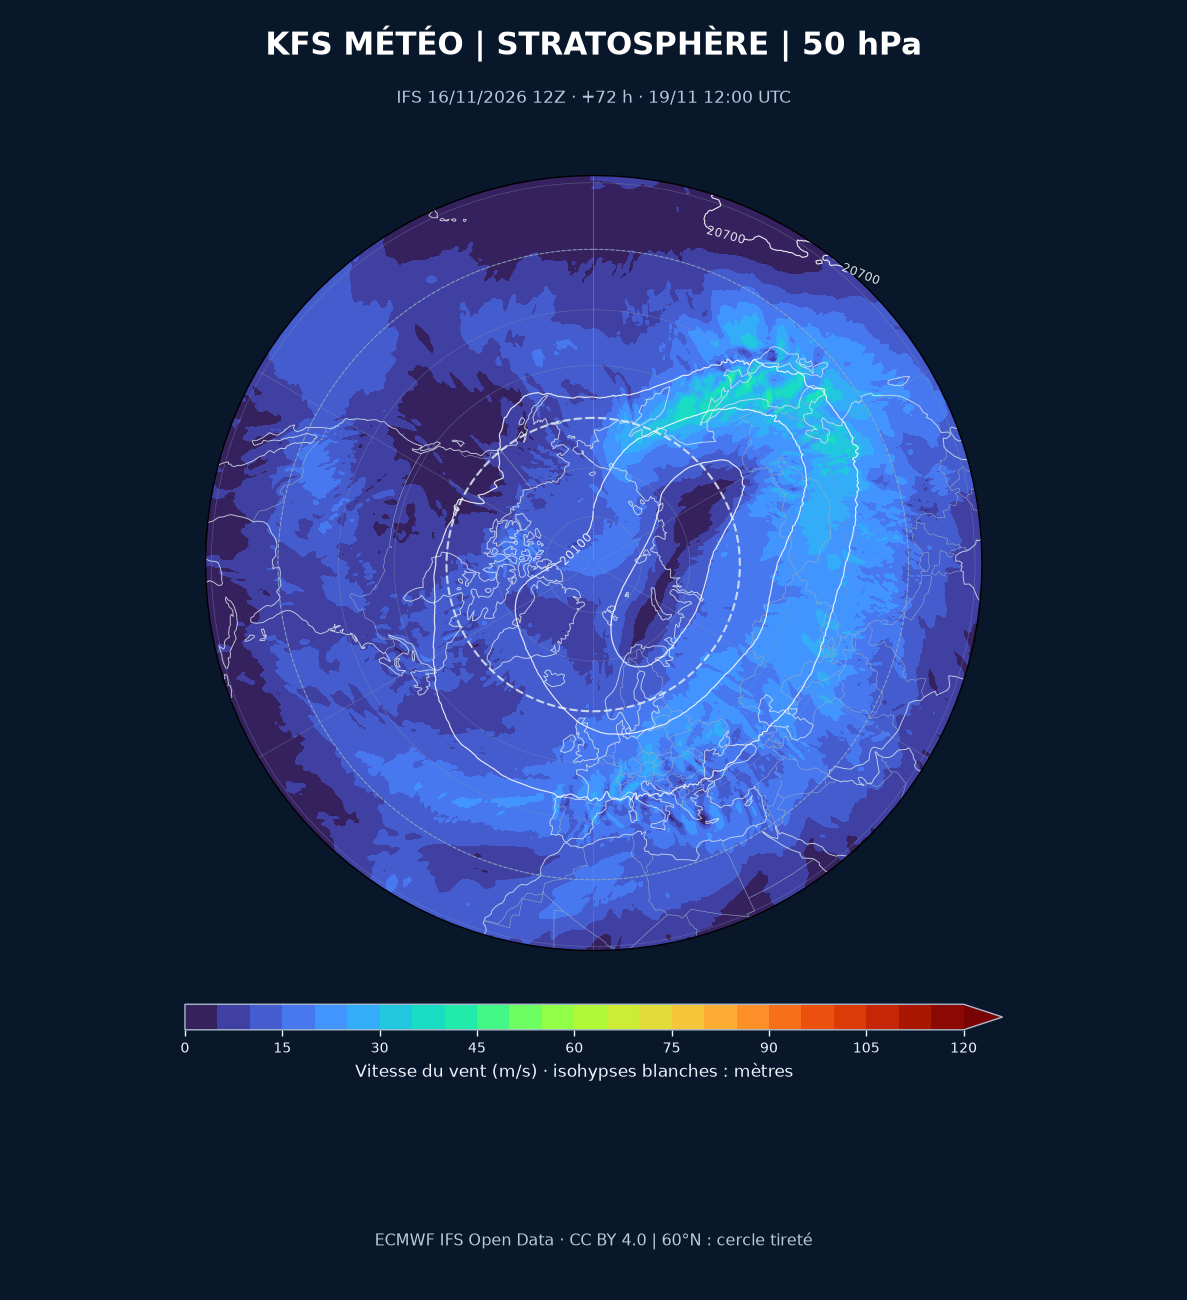 KFS MÉTÉO | STRATOSPHÈRE | 50 hPa
IFS 16/11/2026 12Z · +72 h · 19/11 12:00 UTC
20700
20700
20100
0 15 30 45 60 75 90 105 120
Vitesse du vent (m/s) · isohypses blanches : mètres
ECMWF IFS Open Data · CC BY 4.0 | 60°N : cercle tireté